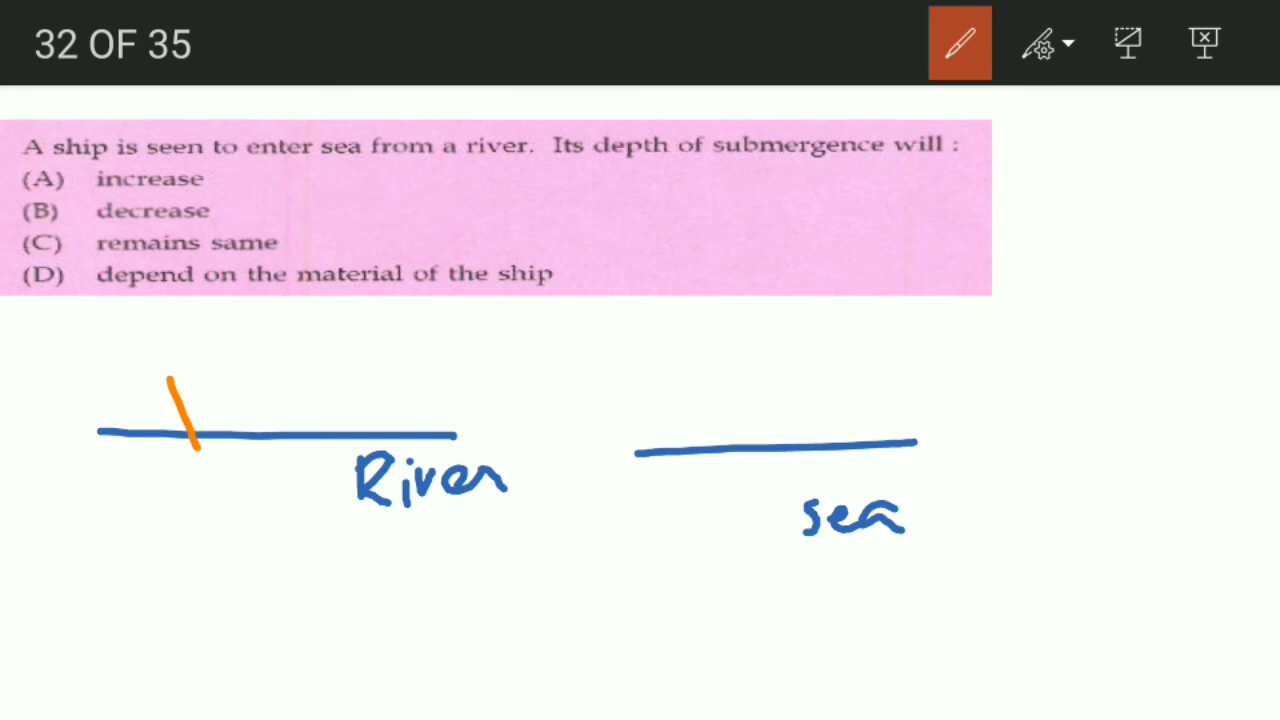 32 OF 35
A ship is seen to enter sea from a river. Its depth of submergence will :
(A) increase
(B) decrease
(C) remains same
(D) depend on the material of the ship
River
sea